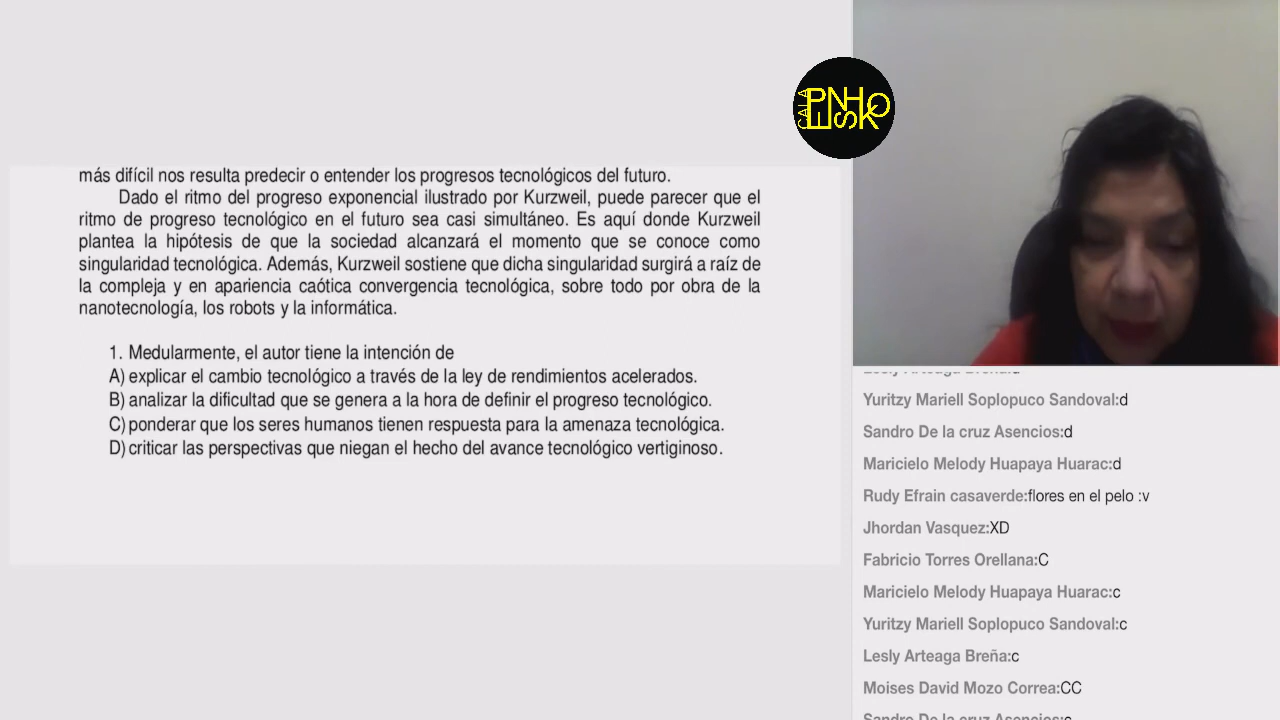 más difícil nos resulta predecir o entender los progresos tecnológicos del futuro.
Dado el ritmo del progreso exponencial ilustrado por Kurzweil, puede parecer que el
ritmo de progreso tecnológico en el futuro sea casi simultáneo. Es aquí donde Kurzweil
plantea la hipótesis de que la sociedad alcanzará el momento que se conoce como
singularidad tecnológica. Además, Kurzweil sostiene que dicha singularidad surgirá a raíz de
la compleja y en apariencia caótica convergencia tecnológica, sobre todo por obra de la
nanotecnología, los robots y la informática.
1. Medularmente, el autor tiene la intención de
A) explicar el cambio tecnológico a través de la ley de rendimientos acelerados.
B) analizar la dificultad que se genera a la hora de definir el progreso tecnológico.
C) ponderar que los seres humanos tienen respuesta para la amenaza tecnológica.
D) criticar las perspectivas que niegan el hecho del avance tecnológico vertiginoso.
CALA
PENHSKO
Yuritzy Mariell Soplopuco Sandoval:d
Sandro De la cruz Asencios:d
Maricielo Melody Huapaya Huarac:d
Rudy Efrain casaverde:flores en el pelo :v
Jhordan Vasquez:XD
Fabricio Torres Orellana:C
Maricielo Melody Huapaya Huarac:c
Yuritzy Mariell Soplopuco Sandoval:c
Lesly Arteaga Breña:c
Moises David Mozo Correa:CC
Sandro De la cruz Asencios:c